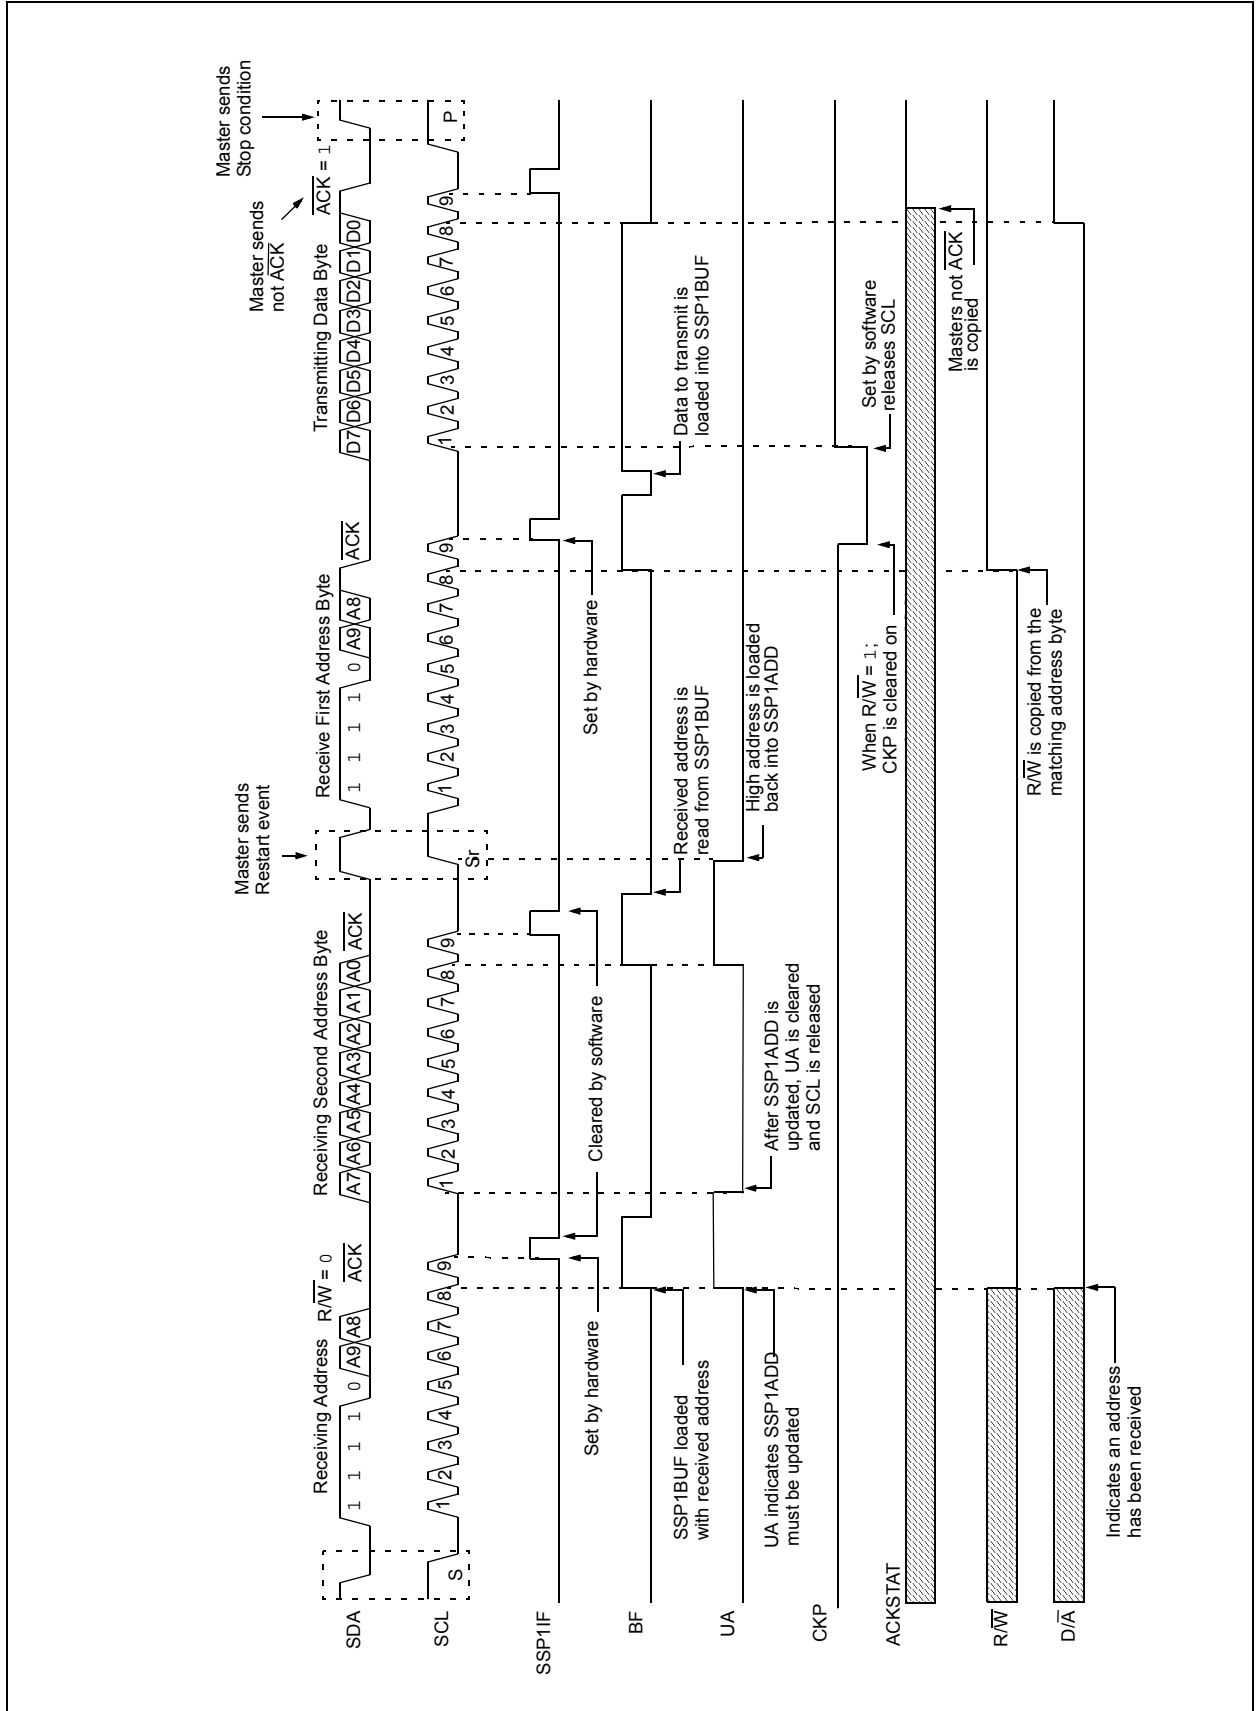 Master sends
Stop condition
Master sends
not ACK
Master sends
Restart event
Receiving Address R/W = 0
Receiving Second Address Byte
Receive First Address Byte
Transmitting Data Byte
ACK = 1
SDA
1 1 1 1 0 A9 A8 ACK
A7 A6 A5 A4 A3 A2 A1 A0 ACK
1 1 1 1 0 A9 A8 ACK
D7 D6 D5 D4 D3 D2 D1 D0
SCL
S
1 2 3 4 5 6 7 8 9
1 2 3 4 5 6 7 8 9
Sr
1 2 3 4 5 6 7 8 9
1 2 3 4 5 6 7 8 9
P
SSP1IF
Set by hardware
Cleared by software
Set by hardware
BF
SSP1BUF loaded
with received address
Received address is
read from SSP1BUF
Data to transmit is
loaded into SSP1BUF
UA
UA indicates SSP1ADD
must be updated
After SSP1ADD is
updated, UA is cleared
and SCL is released
High address is loaded
back into SSP1ADD
CKP
When R/W = 1;
CKP is cleared on
Set by software
releases SCL
ACKSTAT
Masters not ACK
is copied
R/W
R/W is copied from the
matching address byte
D/A
Indicates an address
has been received